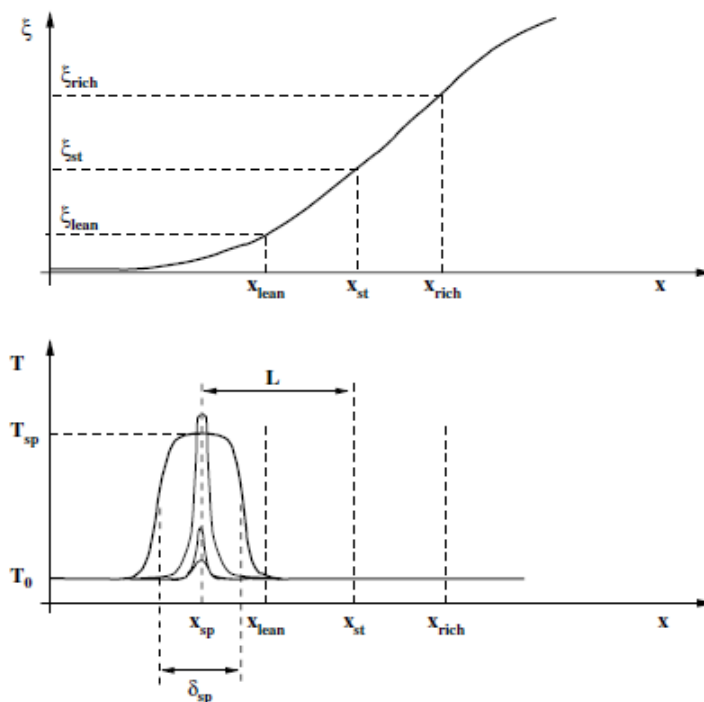 ξ
ξrich
ξst
ξlean
xlean xst xrich x
T
L
Tsp
T0
xsp xlean xst xrich x
δsp